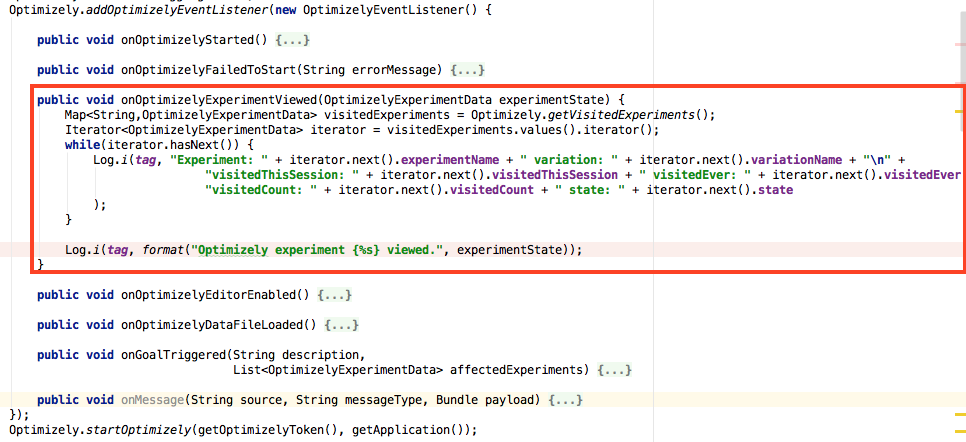 Optimizely.addOptimizelyEventListener(new OptimizelyEventListener() {
public void onOptimizelyStarted() {...}
public void onOptimizelyFailedToStart(String errorMessage) {...}
public void onOptimizelyExperimentViewed(OptimizelyExperimentData experimentState) {
Map<String,OptimizelyExperimentData> visitedExperiments = Optimizely.getVisitedExperiments();
Iterator<OptimizelyExperimentData> iterator = visitedExperiments.values().iterator();
while(iterator.hasNext()) {
Log.i(tag, "Experiment: " + iterator.next().experimentName + " variation: " + iterator.next().variationName + "\n" +
"visitedThisSession: " + iterator.next().visitedThisSession + " visitedEver: " + iterator.next().visitedEver
"visitedCount: " + iterator.next().visitedCount + " state: " + iterator.next().state
);
}
Log.i(tag, format("Optimizely experiment {%s} viewed.", experimentState));
}
public void onOptimizelyEditorEnabled() {...}
public void onOptimizelyDataFileLoaded() {...}
public void onGoalTriggered(String description,
List<OptimizelyExperimentData> affectedExperiments) {...}
public void onMessage(String source, String messageType, Bundle payload) {...}
});
Optimizely.startOptimizely(getOptimizelyToken(), getApplication());